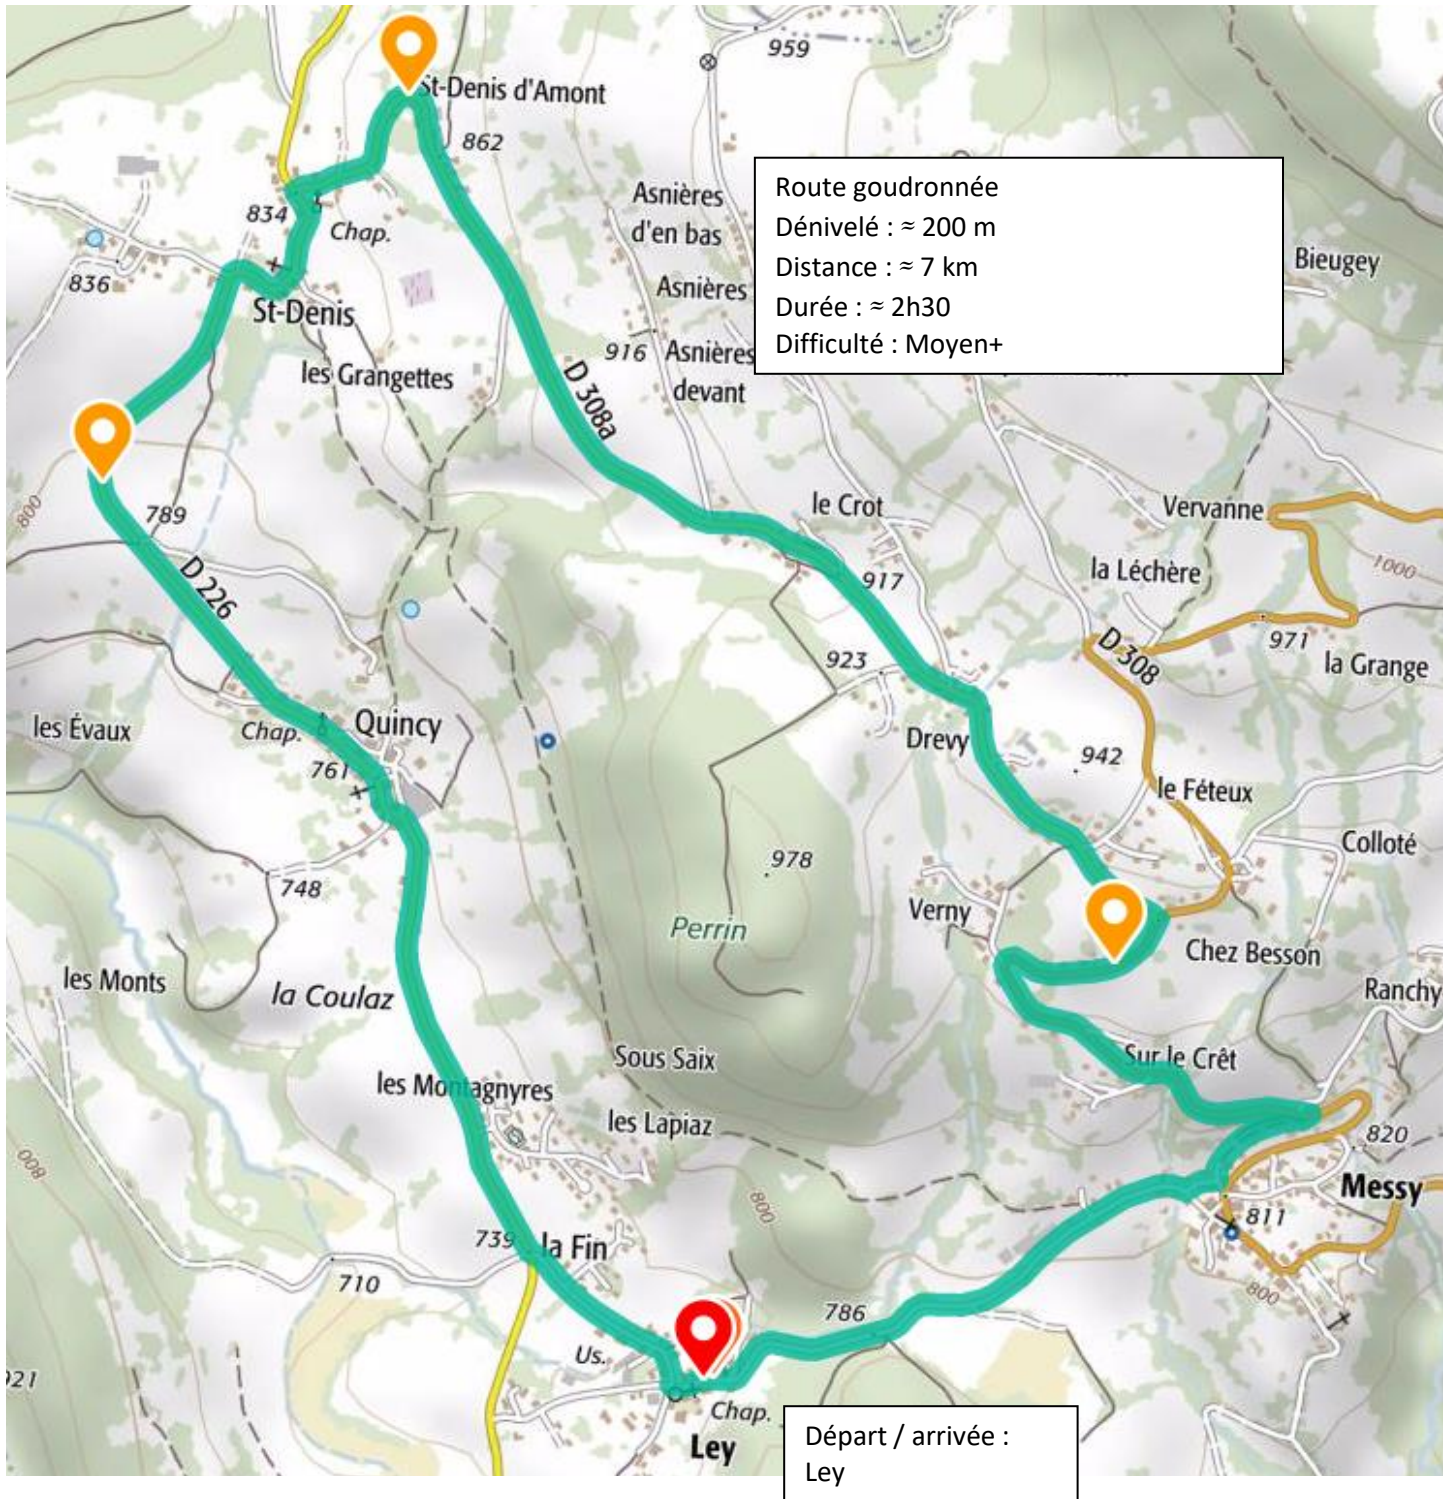 959
St-Denis d'Amont
862
Route goudronnée
Dénivelé : ≈ 200 m
Distance : ≈ 7 km
Durée : ≈ 2h30
Difficulté : Moyen+
Asnières
d'en bas
834
Chap.
Bieugey
836
Asnières
St-Denis
916
Asnières
devant
les Grangettes
D 308a
800
789
le Crot
Vervanne
D 226
917
la Léchère
1000
971
923
D 308
la Grange
les Évaux
Chap.
Quincy
Drevy
942
761
le Féteux
Colloté
748
978
Verny
Perrin
Chez Besson
les Monts
la Coulaz
Ranchy
Sous Saix
Sur le Crêt
les Montagnyres
les Lapiaz
820
800
Messy
800
811
739
la Fin
710
786
800
Us.
921
Chap.
Ley
Départ / arrivée :
Ley